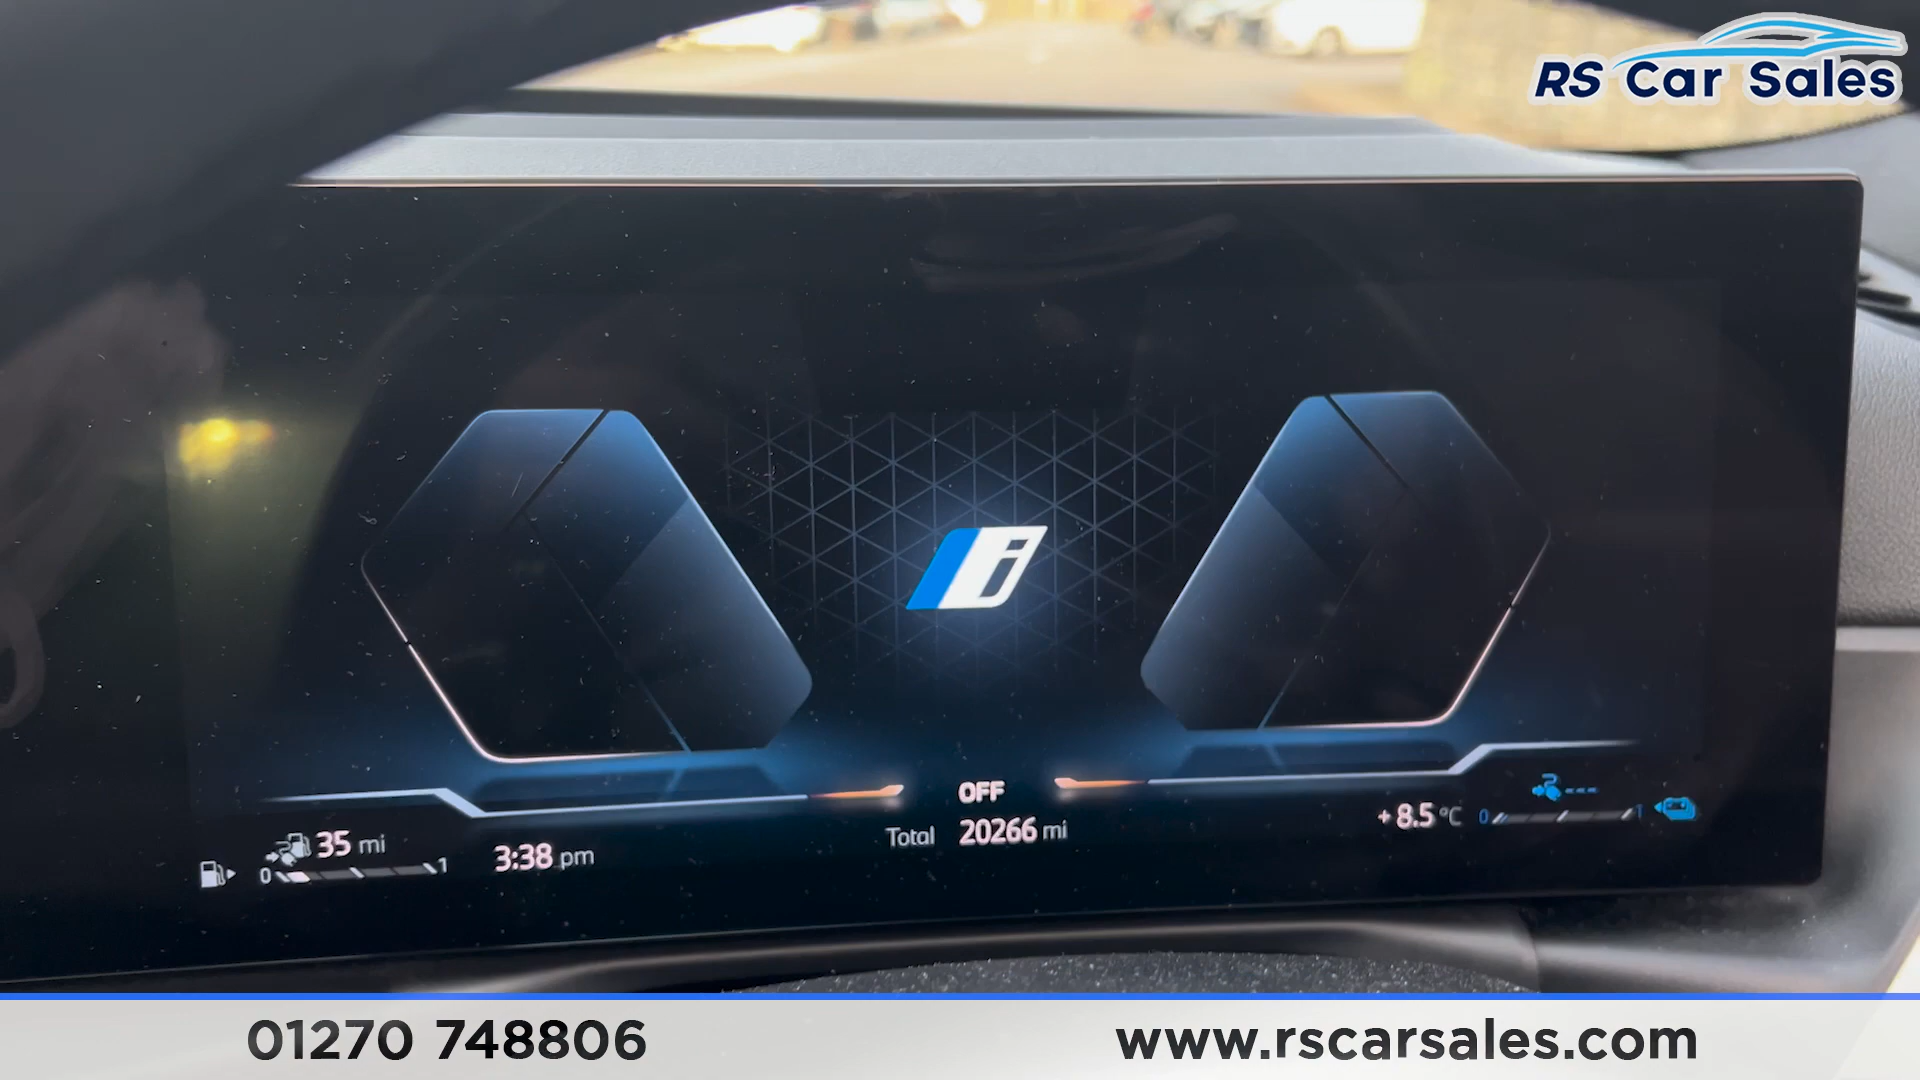 RS Car Sales
i
OFF
35 mi
0 1
3:38 pm
Total 20266 mi
+ 8.5 °C
---
0 1
01270 748806
www.rscarsales.com